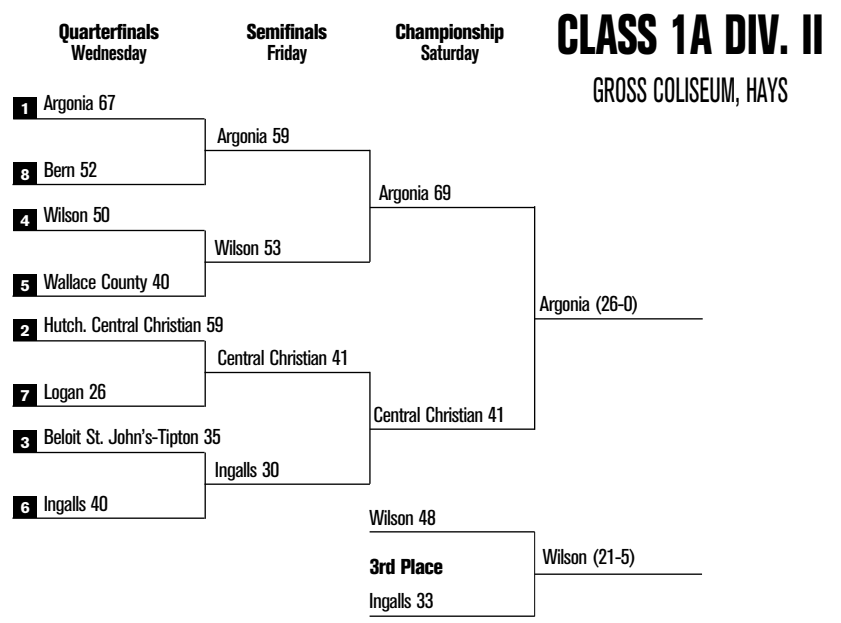 Quarterfinals
Wednesday
Semifinals
Friday
Championship
Saturday
CLASS 1A DIV. II
GROSS COLISEUM, HAYS
1 Argonia 67
8 Bern 52
4 Wilson 50
5 Wallace County 40
2 Hutch. Central Christian 59
7 Logan 26
3 Beloit St. John's-Tipton 35
6 Ingalls 40
Argonia 59
Wilson 53
Central Christian 41
Ingalls 30
Argonia 69
Central Christian 41
Argonia (26-0)
Wilson 48
3rd Place
Ingalls 33
Wilson (21-5)